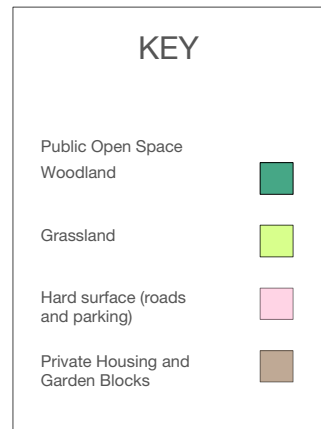 KEY
Public Open Space
Woodland
Grassland
Hard surface (roads
and parking)
Private Housing and
Garden Blocks